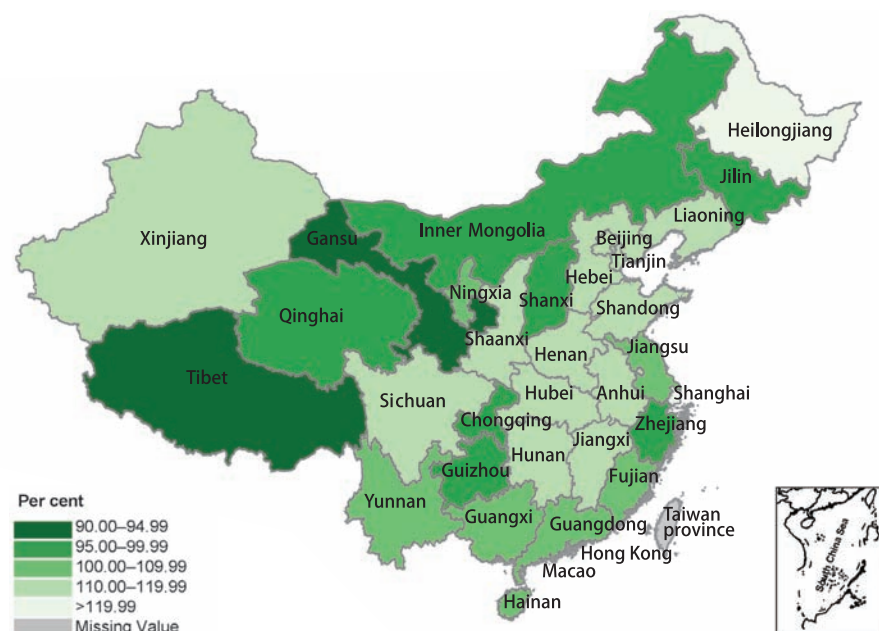 Heilongjiang
Jilin
Liaoning
Xinjiang
Gansu
Inner Mongolia
Beijing
Tianjin
Hebei
Ningxia
Shanxi
Shandong
Qinghai
Shaanxi
Henan
Jiangsu
Tibet
Sichuan
Hubei
Anhui
Shanghai
Chongqing
Zhejiang
Jiangxi
Hunan
Guizhou
Fujian
Yunnan
Guangxi
Guangdong
Taiwan
province
Hong Kong
Macao
Hainan
Per cent
90.00–94.99
95.00–99.99
100.00–109.99
110.00–119.99
>119.99
Missing Value
South China Sea